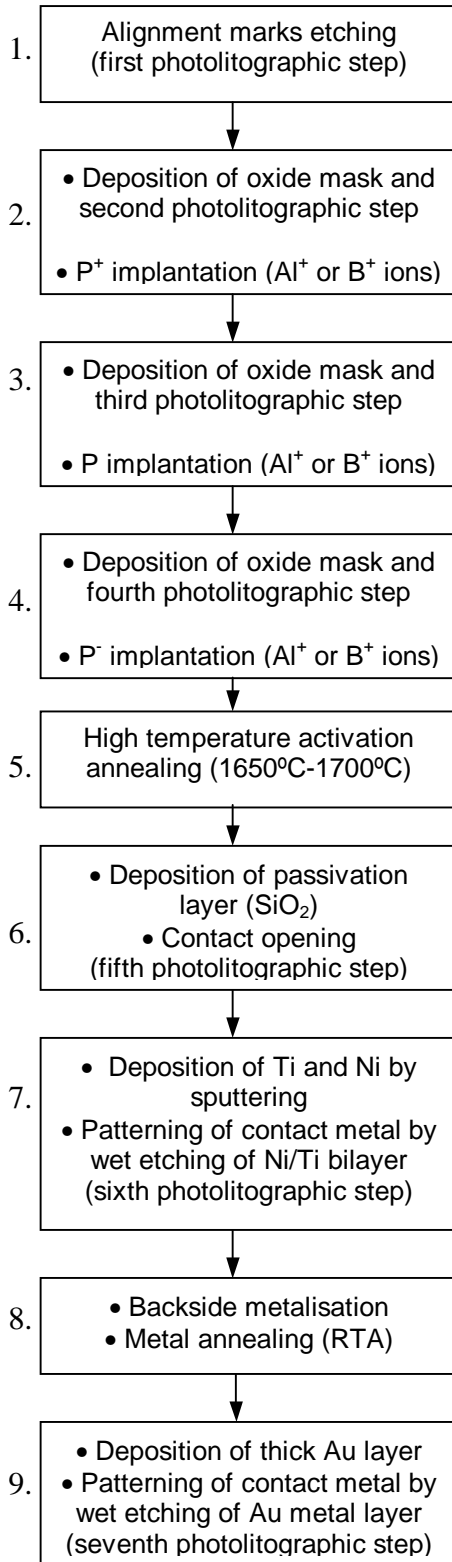 1.
Alignment marks etching
(first photolitographic step)
2.
• Deposition of oxide mask and
second photolitographic step
• P⁺ implantation (Al⁺ or B⁺ ions)
3.
• Deposition of oxide mask and
third photolitographic step
• P implantation (Al⁺ or B⁺ ions)
4.
• Deposition of oxide mask and
fourth photolitographic step
• P⁻ implantation (Al⁺ or B⁺ ions)
5.
High temperature activation
annealing (1650ºC-1700ºC)
6.
• Deposition of passivation
layer (SiO₂)
• Contact opening
(fifth photolitographic step)
7.
• Deposition of Ti and Ni by
sputtering
• Patterning of contact metal by
wet etching of Ni/Ti bilayer
(sixth photolitographic step)
8.
• Backside metalisation
• Metal annealing (RTA)
9.
• Deposition of thick Au layer
• Patterning of contact metal by
wet etching of Au metal layer
(seventh photolitographic step)